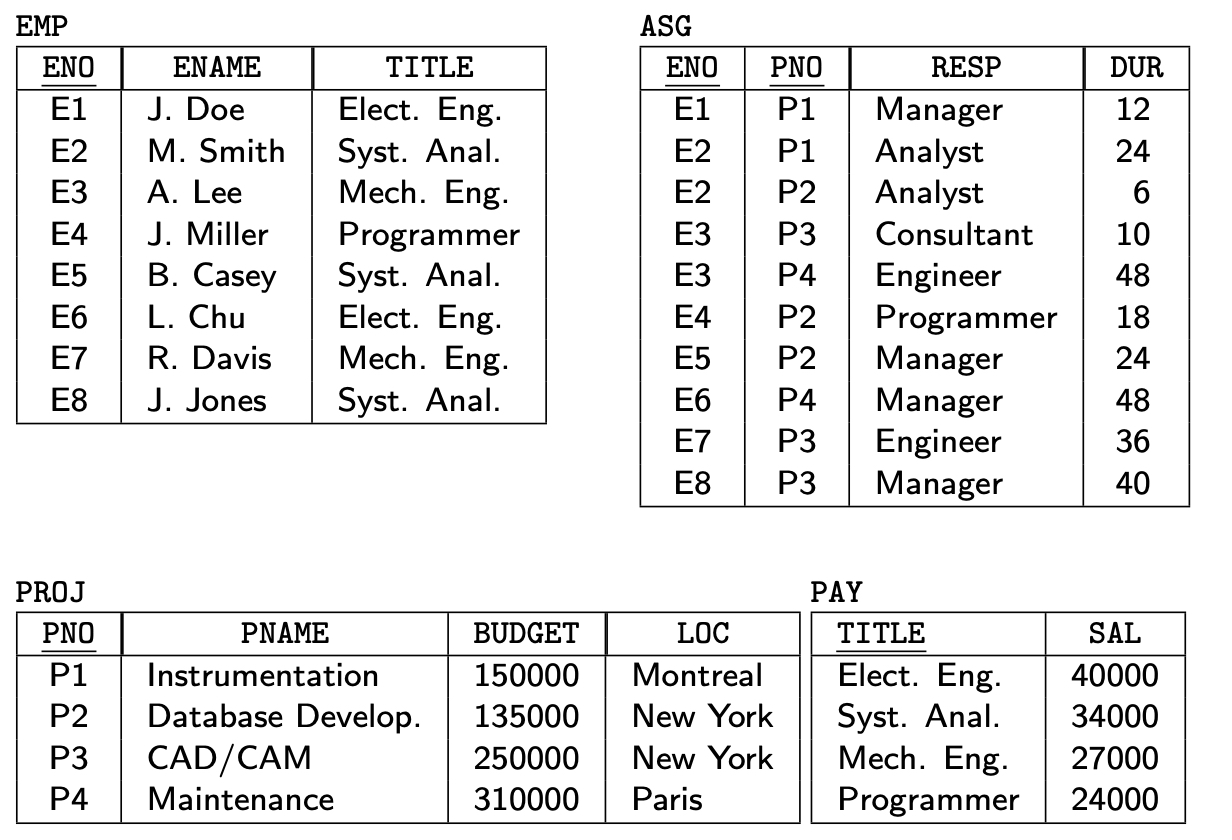 EMP
ENO ENAME TITLE
E1 J. Doe Elect. Eng.
E2 M. Smith Syst. Anal.
E3 A. Lee Mech. Eng.
E4 J. Miller Programmer
E5 B. Casey Syst. Anal.
E6 L. Chu Elect. Eng.
E7 R. Davis Mech. Eng.
E8 J. Jones Syst. Anal.
ASG
ENO PNO RESP DUR
E1 P1 Manager 12
E2 P1 Analyst 24
E2 P2 Analyst 6
E3 P3 Consultant 10
E3 P4 Engineer 48
E4 P2 Programmer 18
E5 P2 Manager 24
E6 P4 Manager 48
E7 P3 Engineer 36
E8 P3 Manager 40
PROJ
PNO PNAME BUDGET LOC
P1 Instrumentation 150000 Montreal
P2 Database Develop. 135000 New York
P3 CAD/CAM 250000 New York
P4 Maintenance 310000 Paris
PAY
TITLE SAL
Elect. Eng. 40000
Syst. Anal. 34000
Mech. Eng. 27000
Programmer 24000